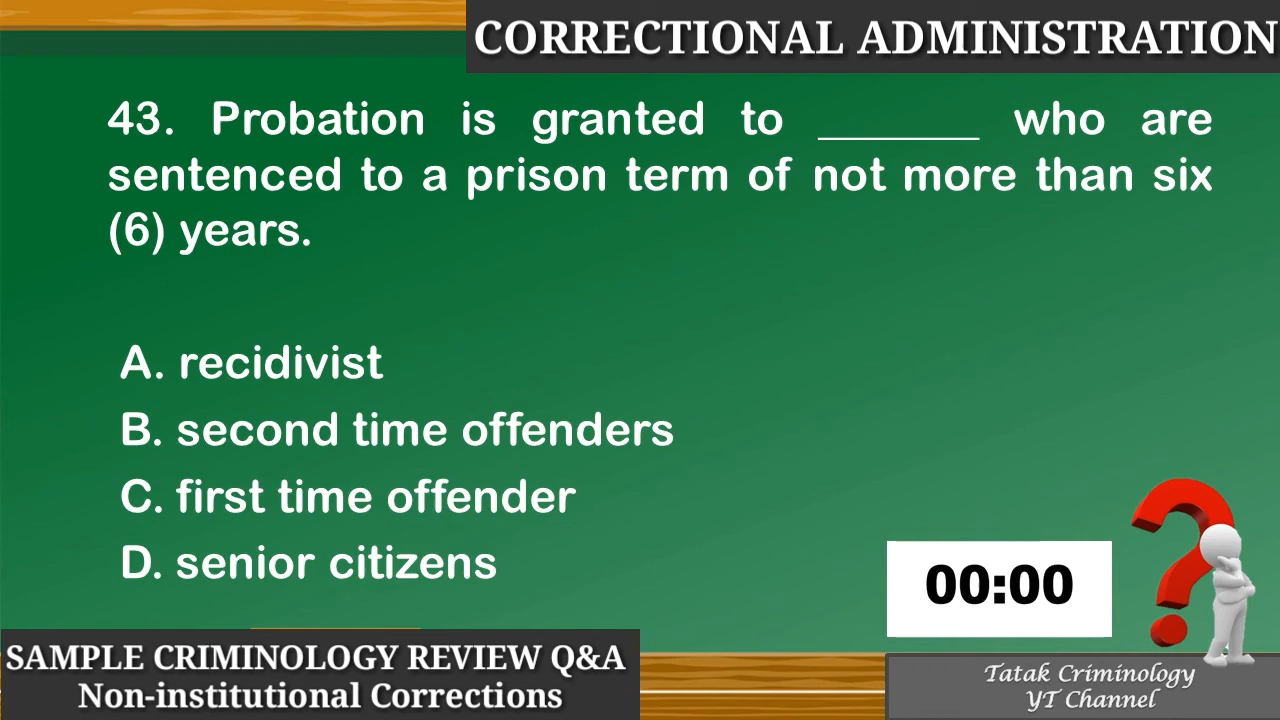 CORRECTIONAL ADMINISTRATION
43. Probation is granted to ________ who are
sentenced to a prison term of not more than six
(6) years.
A. recidivist
B. second time offenders
C. first time offender
D. senior citizens
00:00
SAMPLE CRIMINOLOGY REVIEW Q&A
Non-institutional Corrections
Tatak Criminology
YT Channel